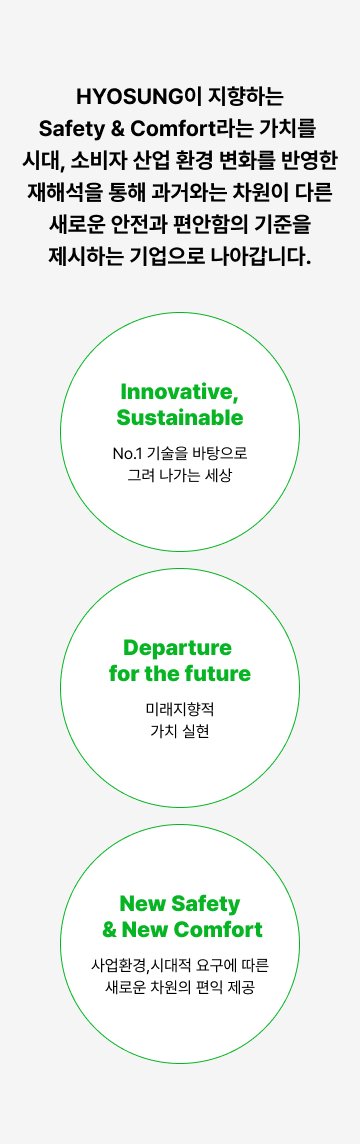 HYOSUNG이 지향하는
Safety & Comfort라는 가치를
시대, 소비자 산업 환경 변화를 반영한
재해석을 통해 과거와는 차원이 다른
새로운 안전과 편안함의 기준을
제시하는 기업으로 나아갑니다.
Innovative,
Sustainable
No.1 기술을 바탕으로
그려 나가는 세상
Departure
for the future
미래지향적
가치 실현
New Safety
& New Comfort
사업환경,시대적 요구에 따른
새로운 차원의 편익 제공